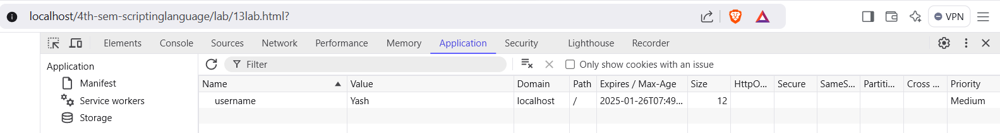 localhost/4th-sem-scriptinglanguage/lab/13lab.html?
VPN
Elements Console Sources Network Performance Memory Application Security Lighthouse Recorder
Application
Filter
Only show cookies with an issue
Manifest
Name Value Domain Path Expires / Max-Age Size HttpO... Secure SameS... Partiti... Cross ... Priority
Service workers
username Yash localhost / 2025-01-26T07:49... 12 Medium
Storage